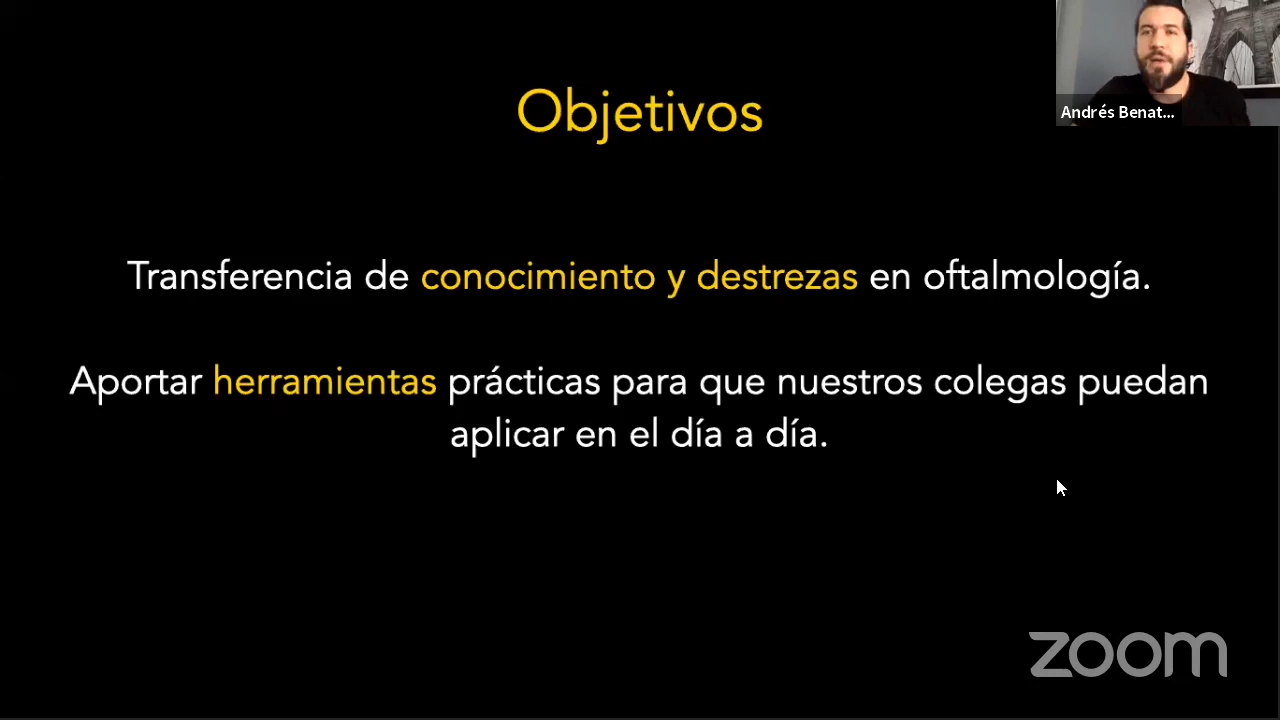 Objetivos
Andrés Benat...
Transferencia de conocimiento y destrezas en oftalmología.
Aportar herramientas prácticas para que nuestros colegas puedan
aplicar en el día a día.
zoom